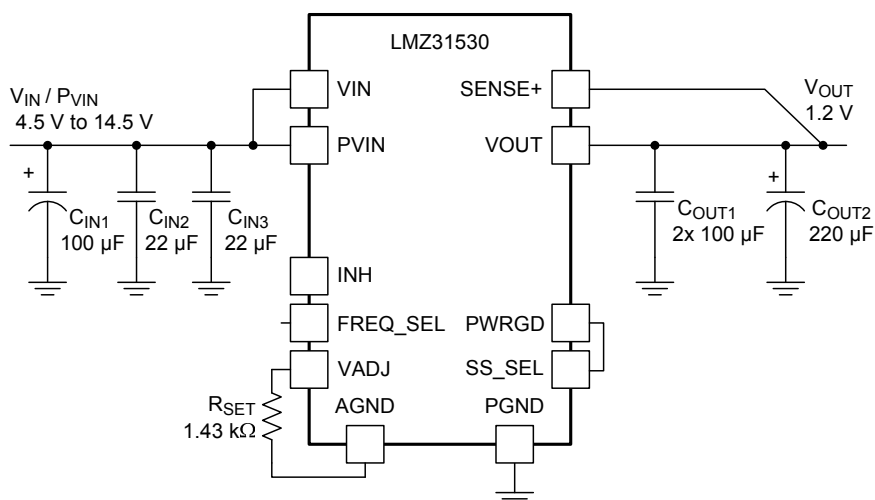 LMZ31530
VIN
SENSE+
VIN / PVIN
4.5 V to 14.5 V
VOUT
1.2 V
PVIN
VOUT
+
CIN1
100 µF
CIN2
22 µF
CIN3
22 µF
COUT1
2x 100 µF
+
COUT2
220 µF
INH
FREQ_SEL
PWRGD
VADJ
SS_SEL
RSET
1.43 kΩ
AGND
PGND